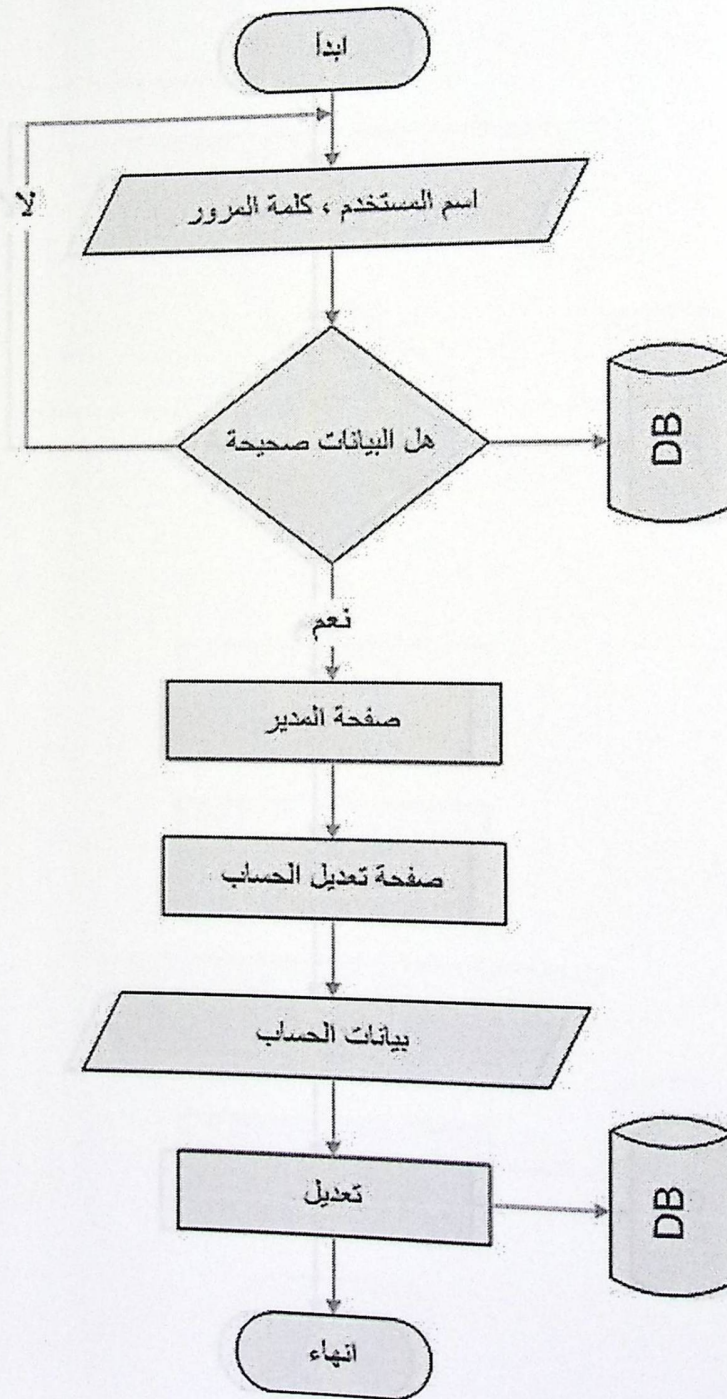 ابدأ
اسم المستخدم ، كلمة المرور
لا
هل البيانات صحيحة
DB
نعم
صفحة المدير
صفحة تعديل الحساب
بيانات الحساب
تعديل
DB
انهاء